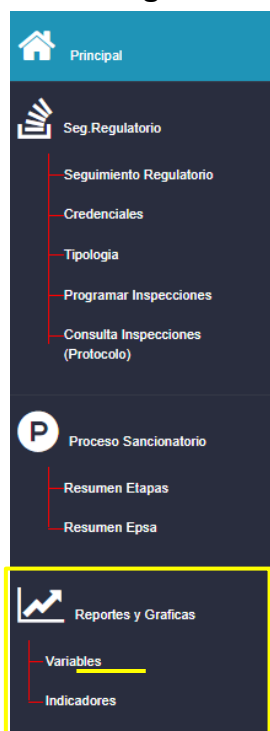 Principal
Seg.Regulatorio
Seguimiento Regulatorio
Credenciales
Tipologia
Programar Inspecciones
Consulta Inspecciones
(Protocolo)
P
Proceso Sancionatorio
Resumen Etapas
Resumen Epsa
Reportes y Graficas
Variables
Indicadores